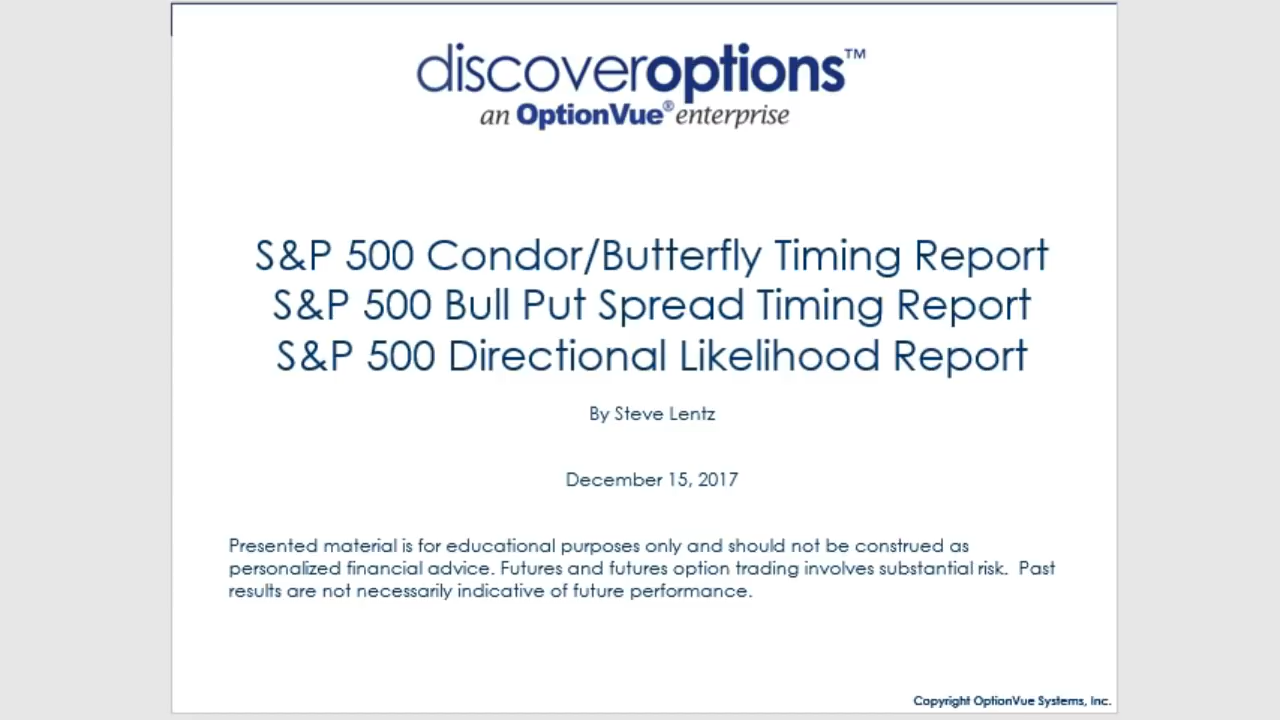 discoveroptions™
an OptionVue® enterprise
S&P 500 Condor/Butterfly Timing Report
S&P 500 Bull Put Spread Timing Report
S&P 500 Directional Likelihood Report
By Steve Lentz
December 15, 2017
Presented material is for educational purposes only and should not be construed as
personalized financial advice. Futures and futures option trading involves substantial risk.  Past
results are not necessarily indicative of future performance.
Copyright OptionVue Systems, Inc.